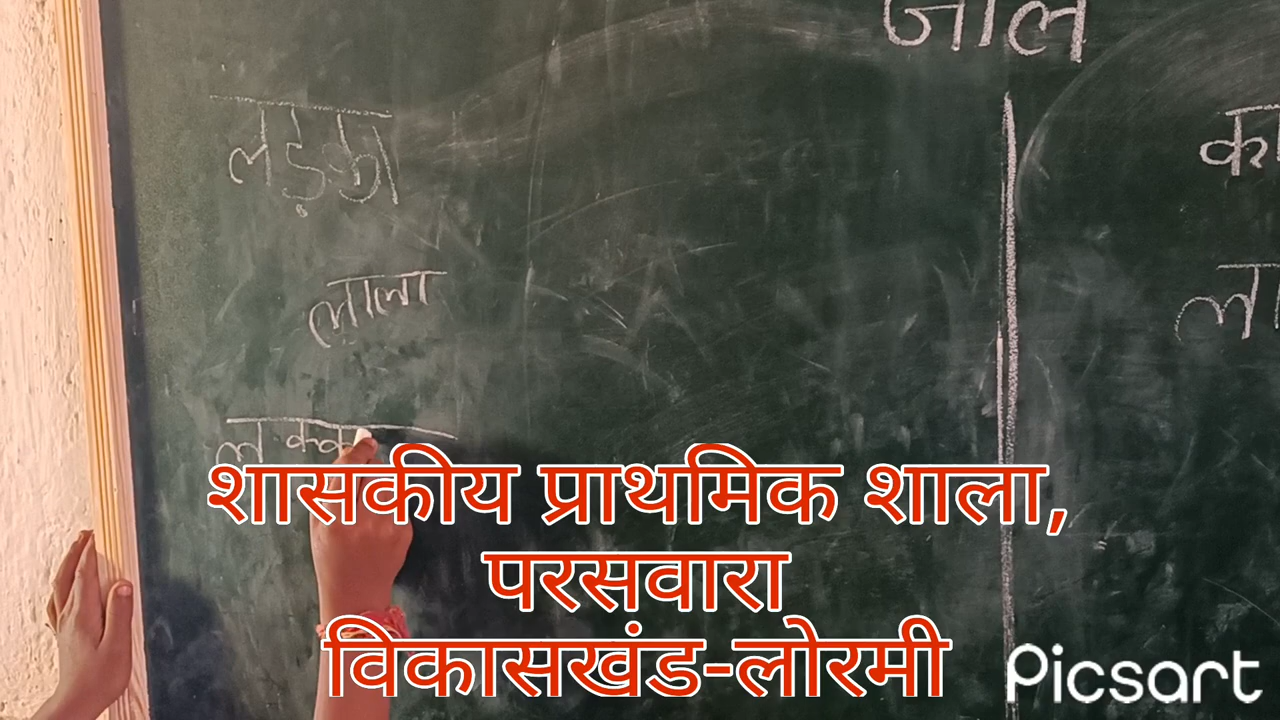 जाल
लड़का
का
ला
लाला
शासकीय प्राथमिक शाला,
परसवारा
विकासखंड-लोरमी
Picsart